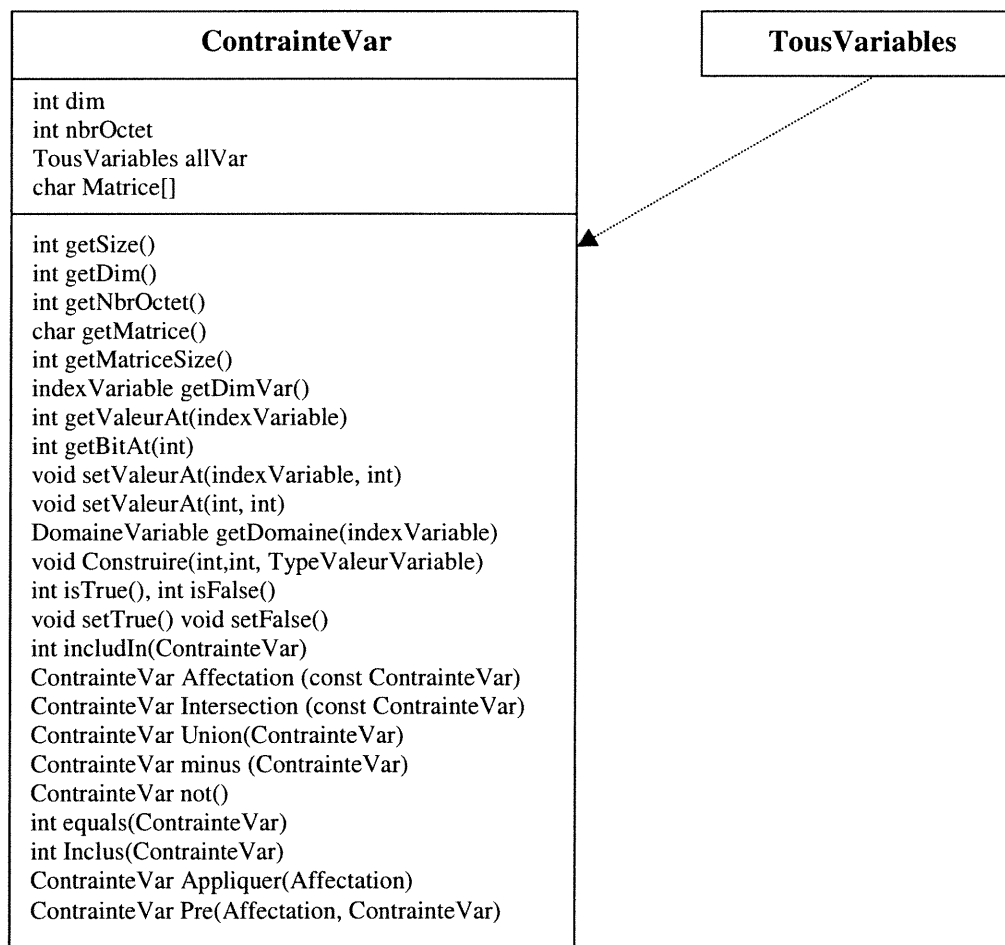 ContrainteVar
TousVariables
int dim
int nbrOctet
TousVariables allVar
char Matrice[]
int getSize()
int getDim()
int getNbrOctet()
char getMatrice()
int getMatriceSize()
indexVariable getDimVar()
int getValeurAt(indexVariable)
int getBitAt(int)
void setValeurAt(indexVariable, int)
void setValeurAt(int, int)
DomaineVariable getDomaine(indexVariable)
void Construire(int,int, TypeValeurVariable)
int isTrue(), int isFalse()
void setTrue() void setFalse()
int includIn(ContrainteVar)
ContrainteVar Affectation (const ContrainteVar)
ContrainteVar Intersection (const ContrainteVar)
ContrainteVar Union(ContrainteVar)
ContrainteVar minus (ContrainteVar)
ContrainteVar not()
int equals(ContrainteVar)
int Inclus(ContrainteVar)
ContrainteVar Appliquer(Affectation)
ContrainteVar Pre(Affectation, ContrainteVar)